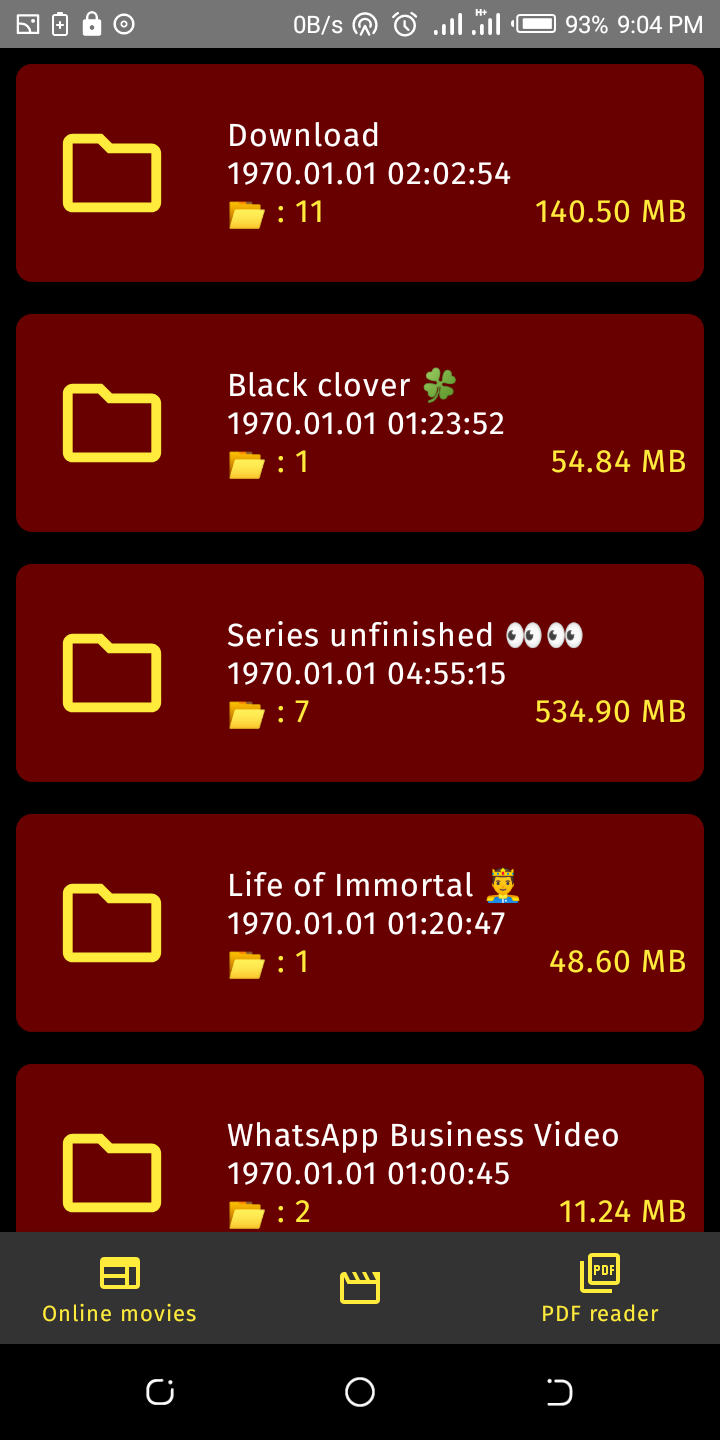 0B/s H+ 93% 9:04 PM
Download
1970.01.01 02:02:54
📂 : 11 140.50 MB
Black clover 🍀
1970.01.01 01:23:52
📂 : 1 54.84 MB
Series unfinished 👀👀
1970.01.01 04:55:15
📂 : 7 534.90 MB
Life of Immortal 🤴
1970.01.01 01:20:47
📂 : 1 48.60 MB
WhatsApp Business Video
1970.01.01 01:00:45
📂 : 2 11.24 MB
PDF
Online movies PDF reader